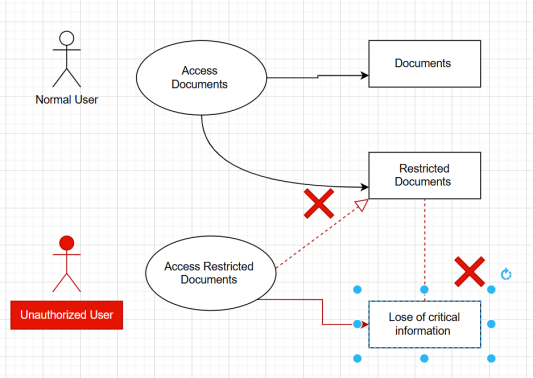 Access
Documents
Documents
Normal User
Restricted
Documents
Access Restricted
Documents
Unauthorized User
Lose of critical
information